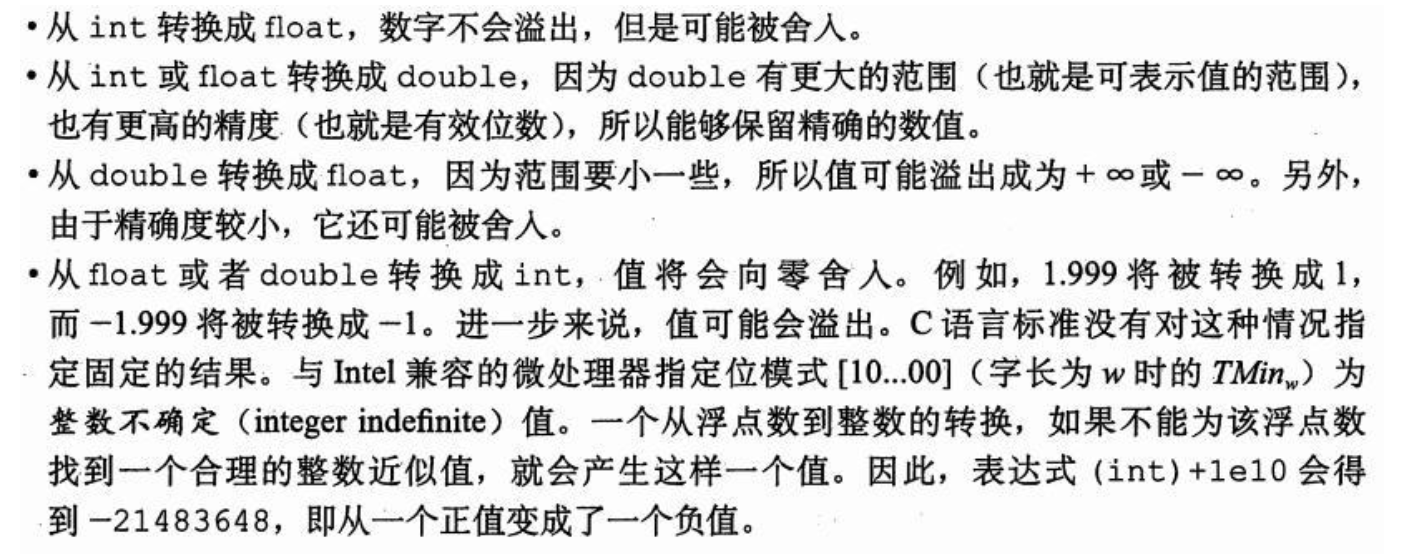 • 从 int 转换成 float，数字不会溢出，但是可能被舍入。
• 从 int 或 float 转换成 double，因为 double 有更大的范围（也就是可表示值的范围），
也有更高的精度（也就是有效位数），所以能够保留精确的数值。
• 从 double 转换成 float，因为范围要小一些，所以值可能溢出成为 + ∞ 或 - ∞。另外，
由于精确度较小，它还可能被舍入。
• 从 float 或者 double 转换成 int，值将会向零舍入。例如，1.999 将被转换成 1，
而 -1.999 将被转换成 -1。进一步来说，值可能会溢出。C 语言标准没有对这种情况指
定固定的结果。与 Intel 兼容的微处理器指定位模式 [10...00]（字长为 w 时的 TMinw）为
整数不确定（integer indefinite）值。一个从浮点数到整数的转换，如果不能为该浮点数
找到一个合理的整数近似值，就会产生这样一个值。因此，表达式 (int)+1e10 会得
到 -21483648，即从一个正值变成了一个负值。